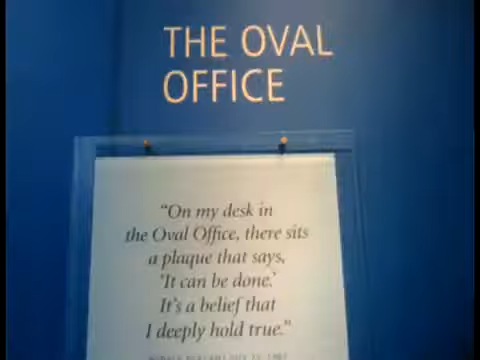 THE OVAL
OFFICE
“On my desk in
the Oval Office, there sits
a plaque that says,
‘It can be done.’
It’s a belief that
I deeply hold true.”